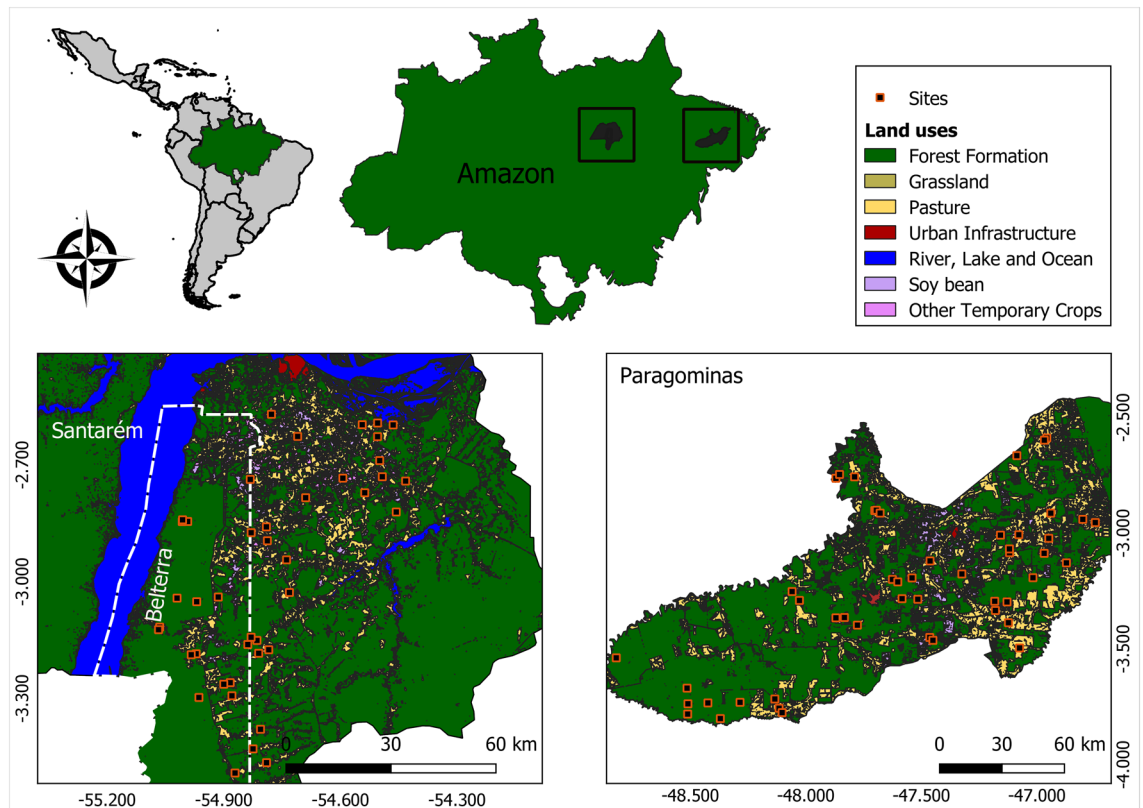 Amazon
Sites
Land uses
Forest Formation
Grassland
Pasture
Urban Infrastructure
River, Lake and Ocean
Soy bean
Other Temporary Crops
Santarém
Belterra
-2.700
-3.000
-3.300
0 30 60 km
-55.200 -54.900 -54.600 -54.300
Paragominas
-2.500
-3.000
-3.500
-4.000
0 30 60 km
-48.500 -48.000 -47.500 -47.000